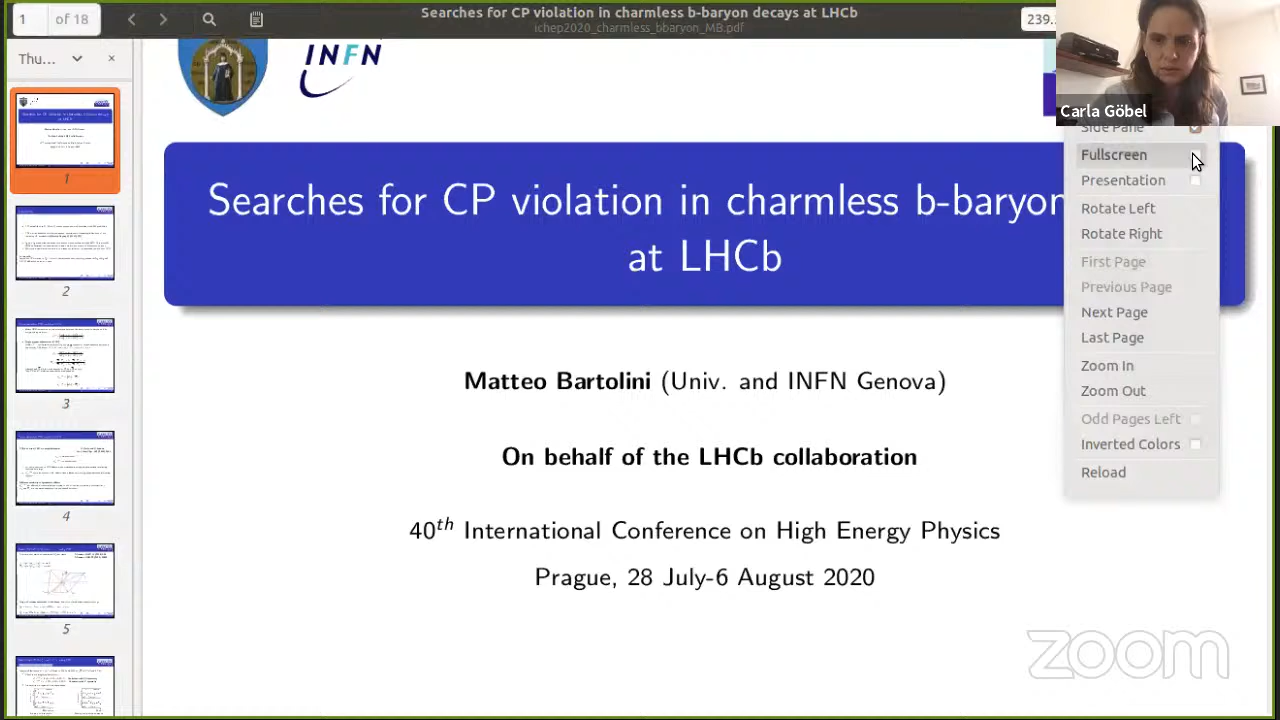 1
of 18
Searches for CP violation in charmless b-baryon decays at LHCb
ichep2020_charmless_bbaryon_MB.pdf
239.
Thu...
INFN
Carla Göbel
Side Pane
Fullscreen
Presentation
Rotate Left
Rotate Right
First Page
Previous Page
Next Page
Last Page
Zoom In
Zoom Out
Odd Pages Left
Inverted Colors
Reload
Searches for CP violation in charmless b-baryon
at LHCb
Matteo Bartolini (Univ. and INFN Genova)
On behalf of the LHCb collaboration
40th International Conference on High Energy Physics
Prague, 28 July-6 August 2020
1
2
3
4
5
zoom